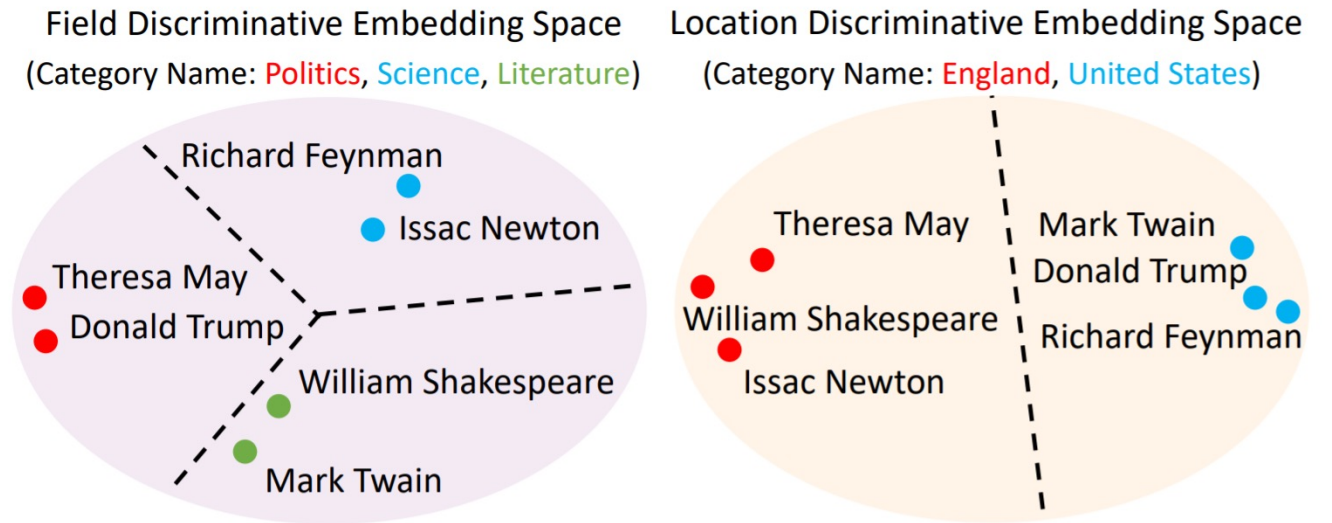 Field Discriminative Embedding Space
(Category Name: Politics, Science, Literature)
Richard Feynman
Issac Newton
Theresa May
Donald Trump
William Shakespeare
Mark Twain
Location Discriminative Embedding Space
(Category Name: England, United States)
Theresa May
William Shakespeare
Issac Newton
Mark Twain
Donald Trump
Richard Feynman